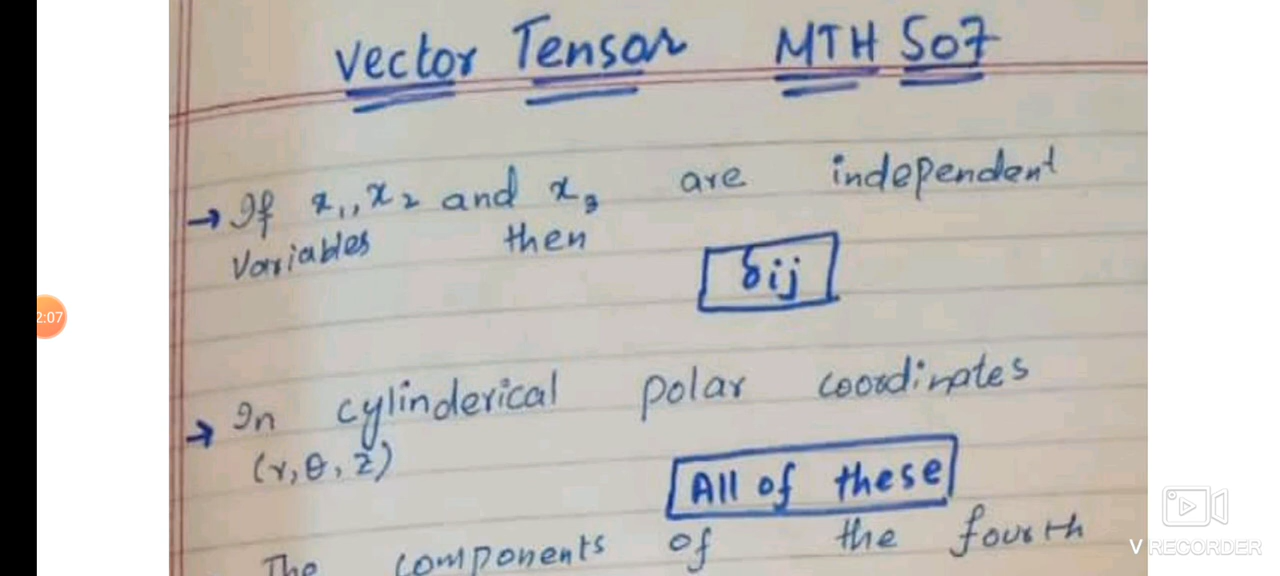 Vector Tensor MTH 507
→ If x₁, x₂ and x₃ are independent
variables then
δij
→ In cylinderical polar coordinates
(r, θ, z)
All of these
The components of the fourth
2:07
V RECORDER